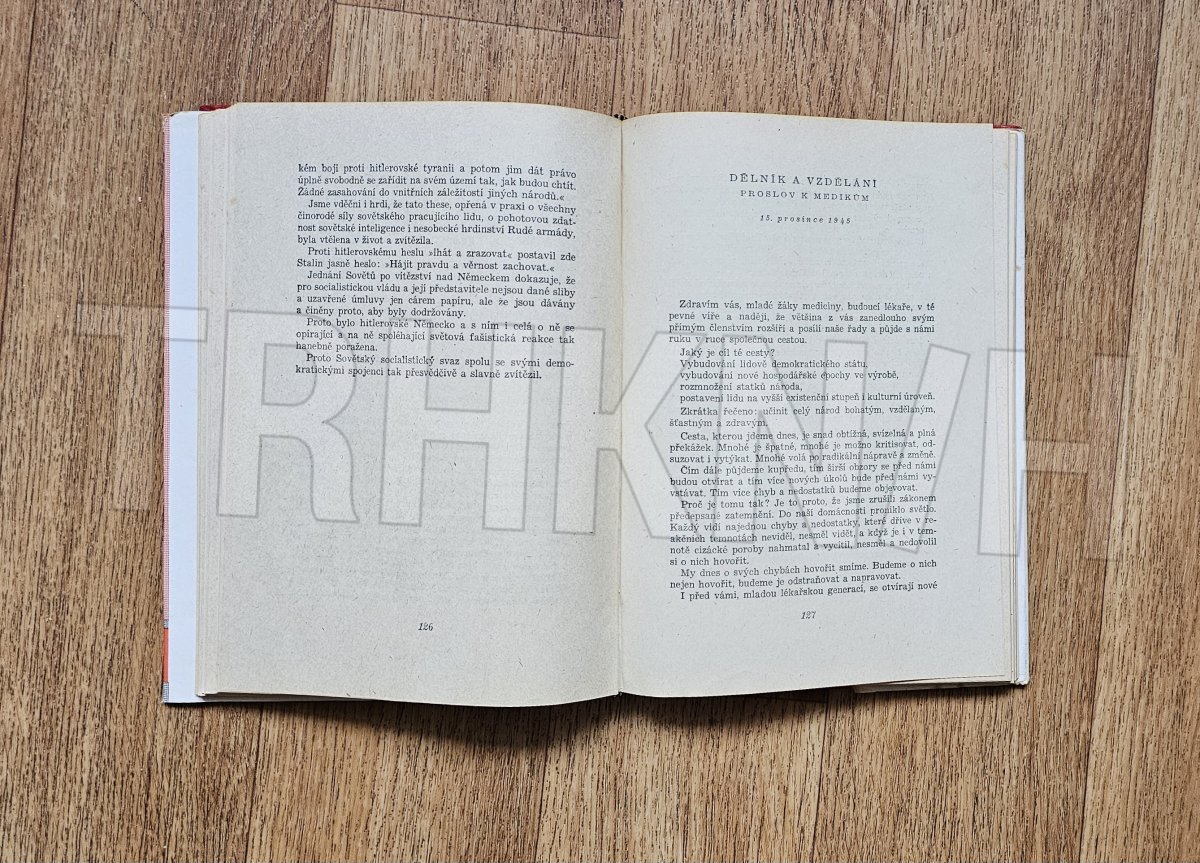 kém boji proti hitlerovské tyranii a potom jim dát právo
úplně svobodně se zařídit na svém území tak, jak budou chtít.
Žádné zasahování do vnitřních záležitostí jiných národů.«
Jsme vděčni i hrdi, že tato these, opřená v praxi o všechny
činorodé síly sovětského pracujícího lidu, o pohotovou zdat-
nost sovětské inteligence i nesobecké hrdinství Rudé armády,
byla vtělena v život a zvítězila.
Proti hitlerovskému heslu »lhát a zrazovat« postavil zde
Stalin jasně heslo: »Hájit pravdu a věrnost zachovat.«
Jednání Sovětů po vítězství nad Německem dokazuje, že
pro socialistickou vládu a její představitele nejsou dané sliby
a uzavřené úmluvy jen cárem papíru, ale že jsou dávány
a činěny proto, aby byly dodrženy.
Proto bylo hitlerovské Německo a s ním i celá o ně se
opírající a na ně spoléhající světová fašistická reakce tak
hanebně poražena.
Proto Sovětský socialistický svaz spolu se svými demo-
kratickými spojenci tak přesvědčivě a slavně zvítězil.
126
DĚLNÍK A VZDĚLÁNÍ
PROSLOV K MEDIKŮM
15. prosince 1945
Zdravím vás, mladé žáky mediciny, budoucí lékaře, v té
pevné víře a naději, že většina z vás zanedlouho svým
přímým členstvím rozšíří a posílí naše řady a půjde s námi
ruku v ruce společnou cestou.
Jaký je cíl té cesty?
Vybudování lidově demokratického státu,
vybudování nové hospodářské epochy ve výrobě,
rozmnožení statků národa,
postavení lidu na vyšší existenční stupeň i kulturní úroveň.
Zkrátka řečeno: učinit celý národ bohatým, vzdělaným,
šťastným a zdravým.
Cesta, kterou jdeme dnes, je snad obtížná, svízelná a plná
překážek. Mnohé je špatné, mnohé je možno kritisovat, od-
suzovat i vytýkat. Mnohé volá po radikální nápravě a změně.
Čím dále půjdeme kupředu, tím širší obzory se před námi
budou otvírat a tím více nových úkolů bude před námi vy-
vstávat. Tím více chyb a nedostatků budeme objevovat.
Proč je tomu tak? Je to proto, že jsme zrušili zákonem
předepsané zatemnění. Do naší domácnosti proniklo světlo.
Každý vidí najednou chyby a nedostatky, které dříve v re-
akčních temnotách neviděl, nesměl vidět, a když je i v tem-
notě cizácké poroby nahmatal a vycítil, nesměl a nedovolil
si o nich hovořit.
My dnes o svých chybách hovořit smíme. Budeme o nich
nejen hovořit, budeme je odstraňovat a napravovat.
I před vámi, mladou lékařskou generací, se otvírají nové
127
TRHKNIH